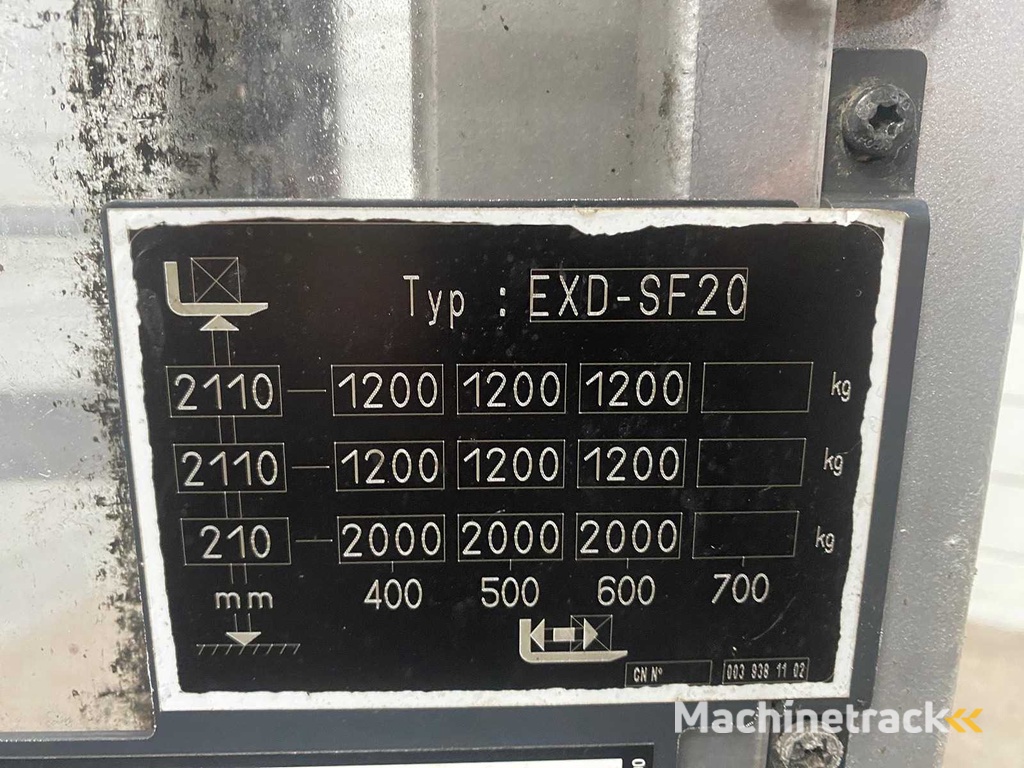 Typ : EXD-SF20
2110 1200 1200 1200 kg
2110 1200 1200 1200 kg
210 2000 2000 2000 kg
mm 400 500 600 700
CN N° 003 938 11 02
Machinetrack